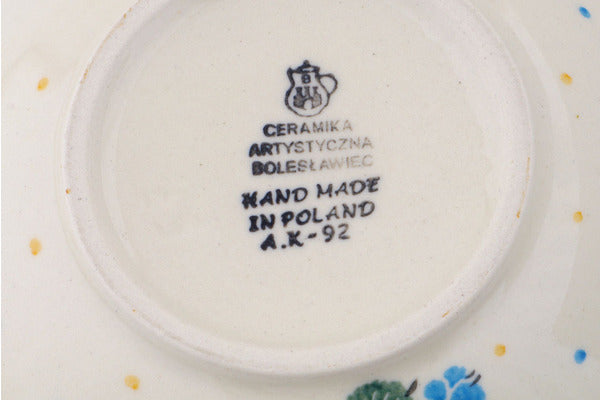 B
CERAMIKA
ARTYSTYCZNA
BOLESŁAWIEC
HAND MADE
IN POLAND
A.K-92